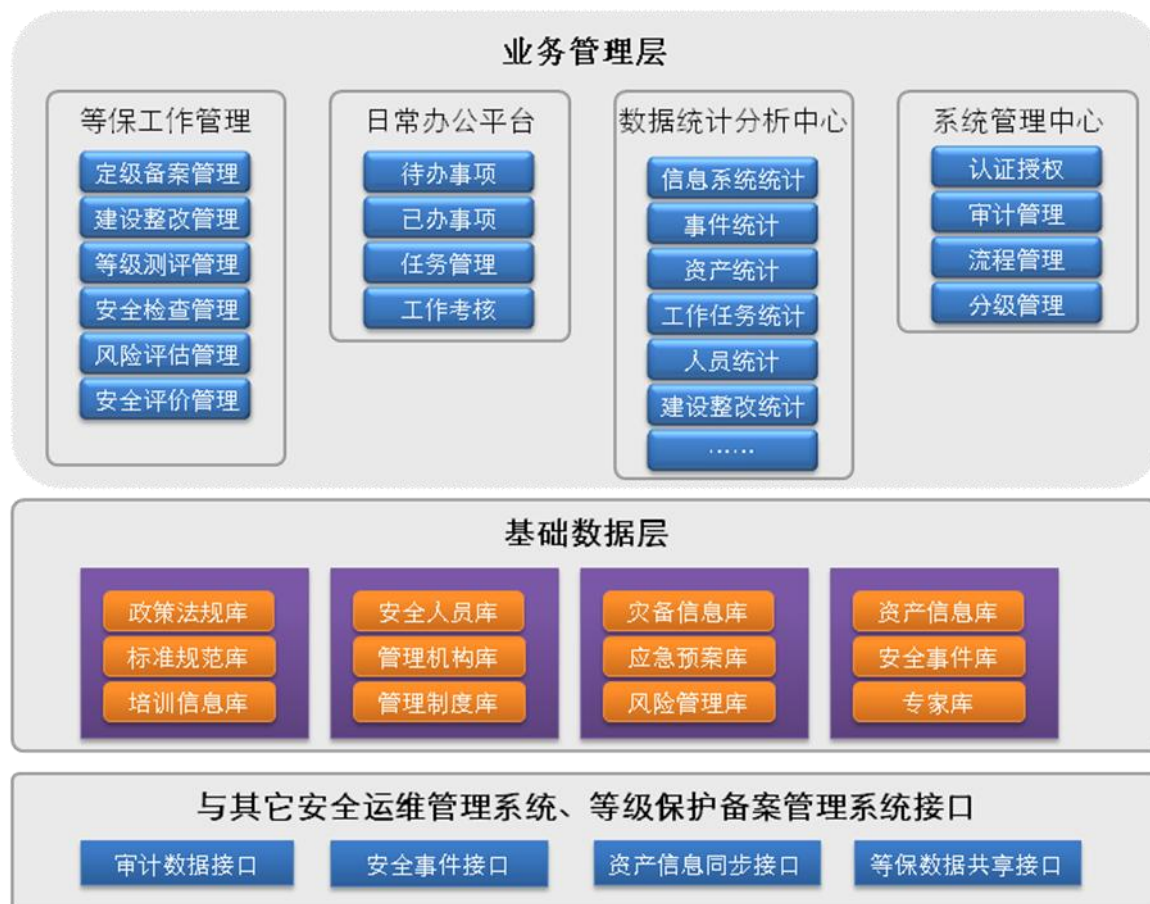 业务管理层
等保工作管理
定级备案管理
建设整改管理
等级测评管理
安全检查管理
风险评估管理
安全评价管理
日常办公平台
待办事项
已办事项
任务管理
工作考核
数据统计分析中心
信息系统统计
事件统计
资产统计
工作任务统计
人员统计
建设整改统计
……
系统管理中心
认证授权
审计管理
流程管理
分级管理
基础数据层
政策法规库
标准规范库
培训信息库
安全人员库
管理机构库
管理制度库
灾备信息库
应急预案库
风险管理库
资产信息库
安全事件库
专家库
与其它安全运维管理系统、等级保护备案管理系统接口
审计数据接口
安全事件接口
资产信息同步接口
等保数据共享接口